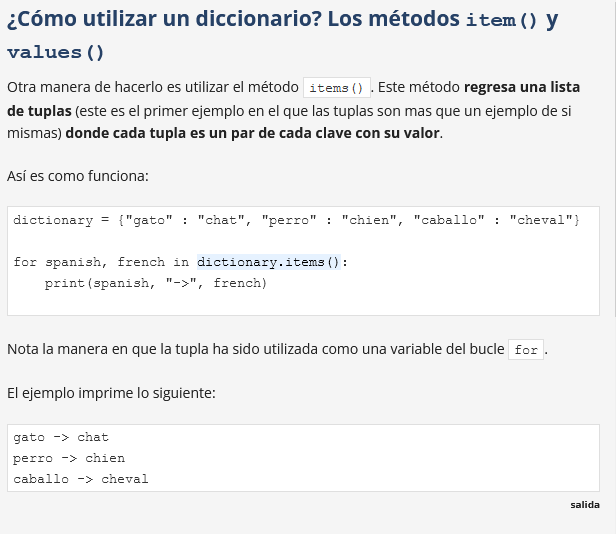 ¿Cómo utilizar un diccionario? Los métodos item() y
values()
Otra manera de hacerlo es utilizar el método items(). Este método regresa una lista
de tuplas (este es el primer ejemplo en el que las tuplas son mas que un ejemplo de si
mismas) donde cada tupla es un par de cada clave con su valor.
Así es como funciona:
dictionary = {"gato" : "chat", "perro" : "chien", "caballo" : "cheval"}
for spanish, french in dictionary.items():
    print(spanish, "->", french)
Nota la manera en que la tupla ha sido utilizada como una variable del bucle for.
El ejemplo imprime lo siguiente:
gato -> chat
perro -> chien
caballo -> cheval
salida